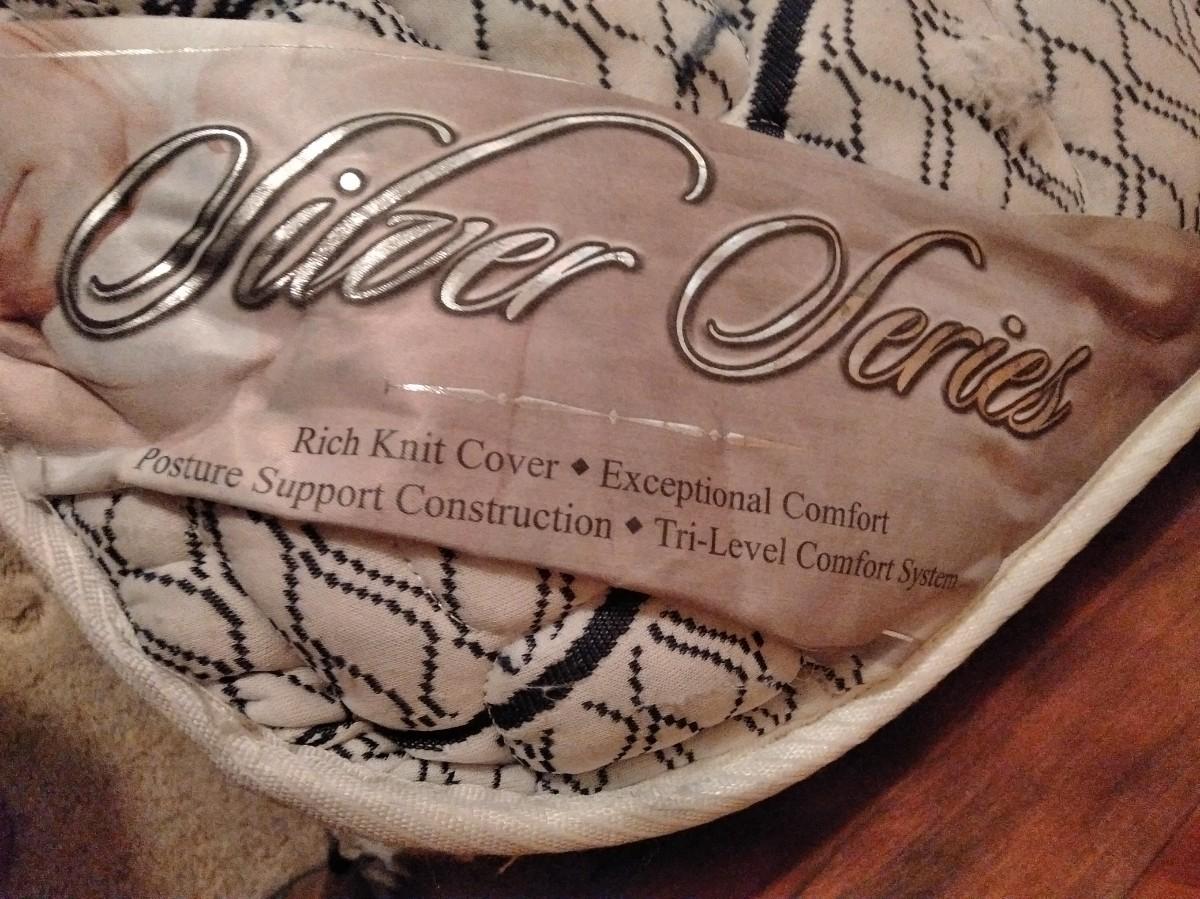 Silver Series
Rich Knit Cover ◆ Exceptional Comfort
Posture Support Construction ◆ Tri-Level Comfort System